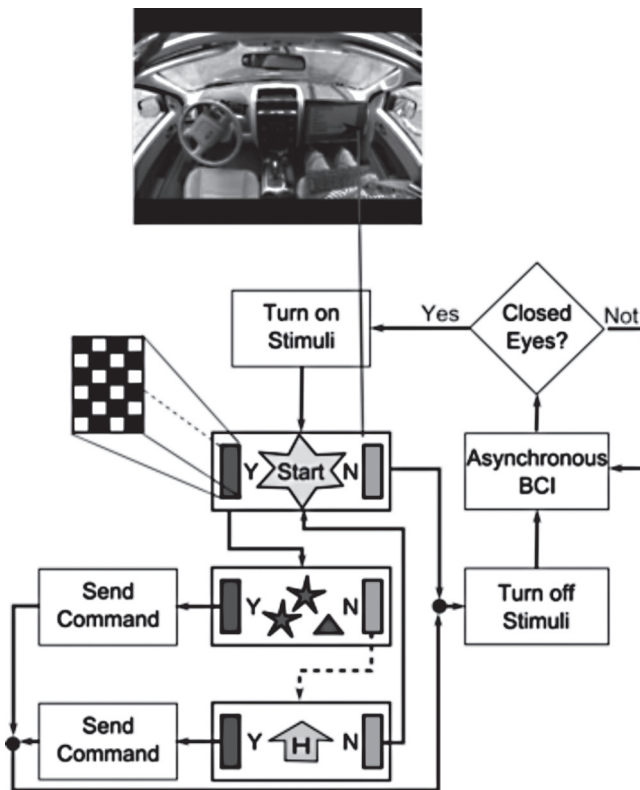 Yes
Closed
Eyes?
Not
Turn on
Stimuli
Y
Start
N
Asynchronous
BCI
Send
Command
Y
N
Turn off
Stimuli
Send
Command
Y
H
N